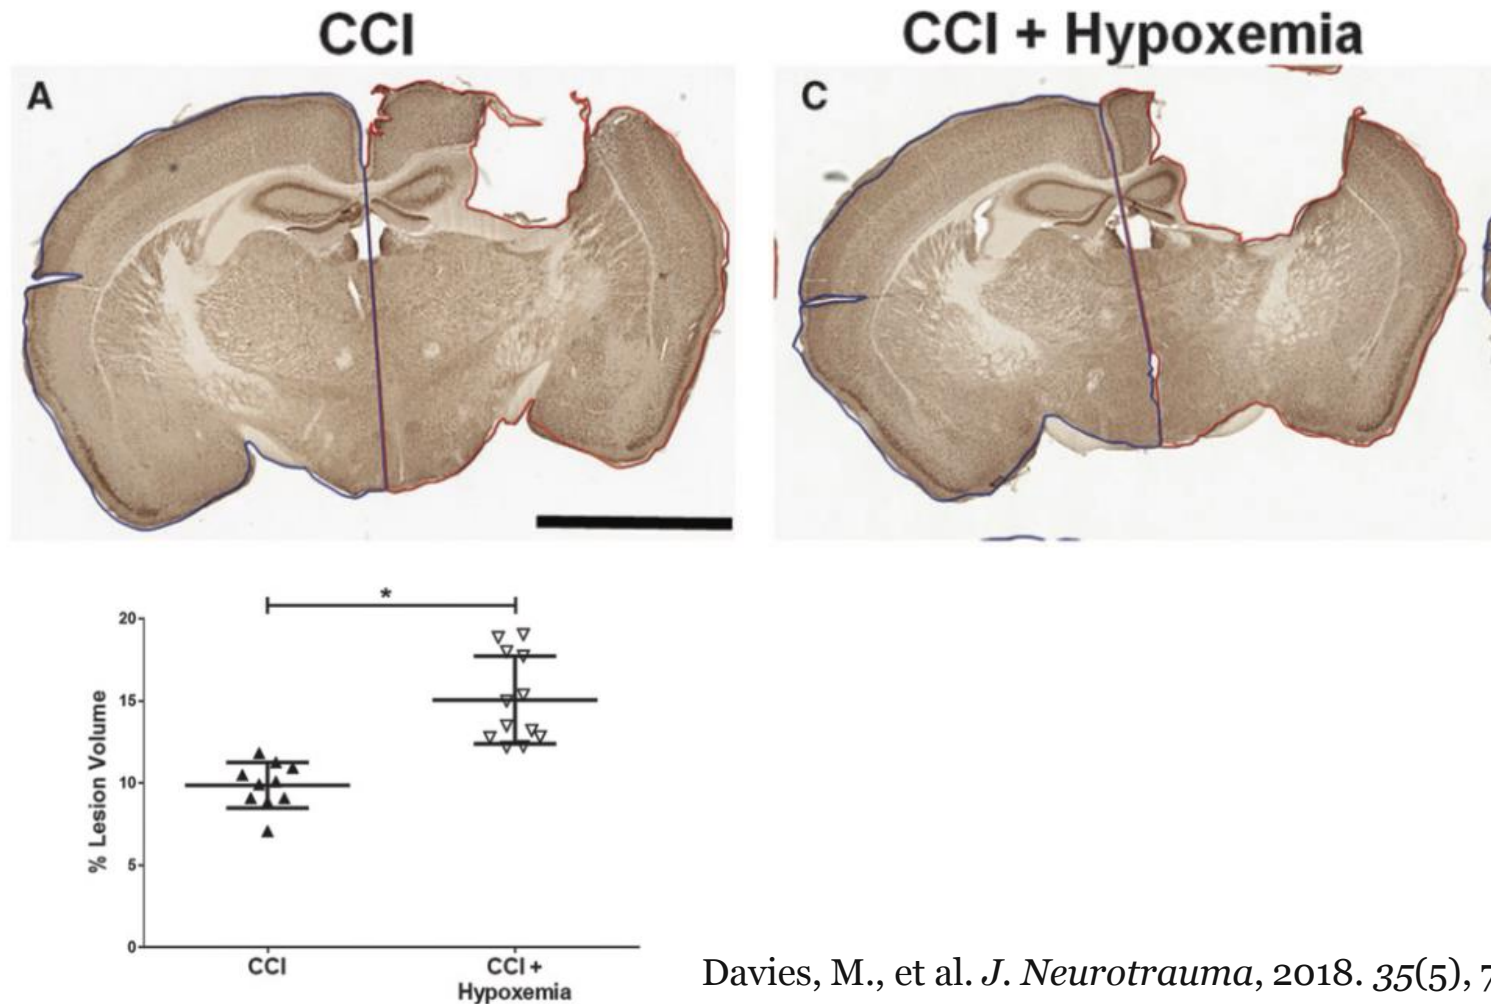 CCI
CCI + Hypoxemia
A
C
*
20
15
10
5
0
% Lesion Volume
CCI
CCI +
Hypoxemia
Davies, M., et al. J. Neurotrauma, 2018. 35(5), 7